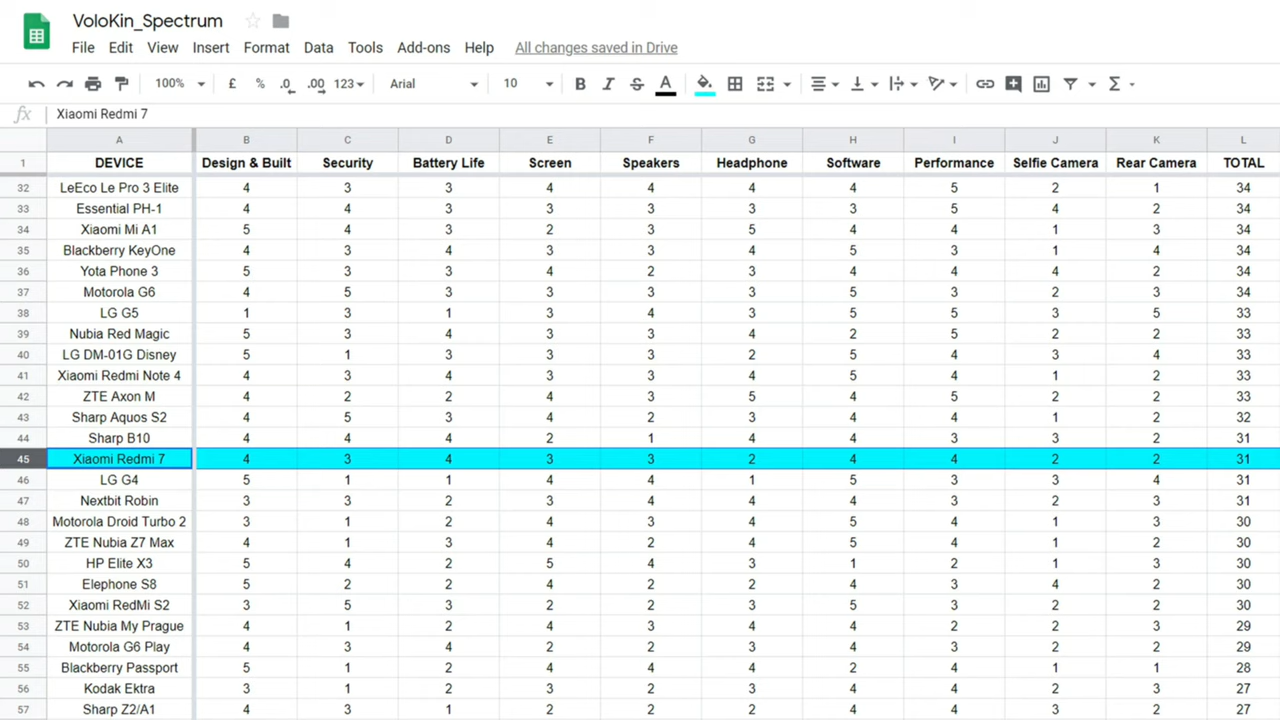 VoloKin_Spectrum
File Edit View Insert Format Data Tools Add-ons Help All changes saved in Drive
100% £ % .0 .00 123 Arial 10 B I S A Σ
fx Xiaomi Redmi 7
A B C D E F G H I J K L
1 DEVICE Design & Built Security Battery Life Screen Speakers Headphone Software Performance Selfie Camera Rear Camera TOTAL
32 LeEco Le Pro 3 Elite 4 3 3 4 4 4 4 5 2 1 34
33 Essential PH-1 4 4 3 3 3 3 3 5 4 2 34
34 Xiaomi Mi A1 5 4 3 2 3 5 4 4 1 3 34
35 Blackberry KeyOne 4 3 4 3 3 4 5 3 1 4 34
36 Yota Phone 3 5 3 3 4 2 3 4 4 4 2 34
37 Motorola G6 4 5 3 3 3 3 5 3 2 3 34
38 LG G5 1 3 1 3 4 3 5 5 3 5 33
39 Nubia Red Magic 5 3 4 3 3 4 2 5 2 2 33
40 LG DM-01G Disney 5 1 3 3 3 2 5 4 3 4 33
41 Xiaomi Redmi Note 4 4 3 4 3 3 4 5 4 1 2 33
42 ZTE Axon M 4 2 2 4 3 5 4 5 2 2 33
43 Sharp Aquos S2 4 5 3 4 2 3 4 4 1 2 32
44 Sharp B10 4 4 4 2 1 4 4 3 3 2 31
45 Xiaomi Redmi 7 4 3 4 3 3 2 4 4 2 2 31
46 LG G4 5 1 1 4 4 1 5 3 3 4 31
47 Nextbit Robin 3 3 2 3 4 4 4 3 2 3 31
48 Motorola Droid Turbo 2 3 1 2 4 3 4 5 4 1 3 30
49 ZTE Nubia Z7 Max 4 1 3 4 2 4 5 4 1 2 30
50 HP Elite X3 5 4 2 5 4 3 1 2 1 3 30
51 Elephone S8 5 2 2 4 2 2 4 3 4 2 30
52 Xiaomi RedMi S2 3 5 3 2 2 3 5 3 2 2 30
53 ZTE Nubia My Prague 4 1 2 4 3 4 4 2 2 3 29
54 Motorola G6 Play 4 3 4 2 2 3 4 3 2 2 29
55 Blackberry Passport 5 1 2 4 4 4 2 4 1 1 28
56 Kodak Ektra 3 1 2 3 2 3 4 4 2 3 27
57 Sharp Z2/A1 4 3 1 2 2 2 4 4 3 2 27